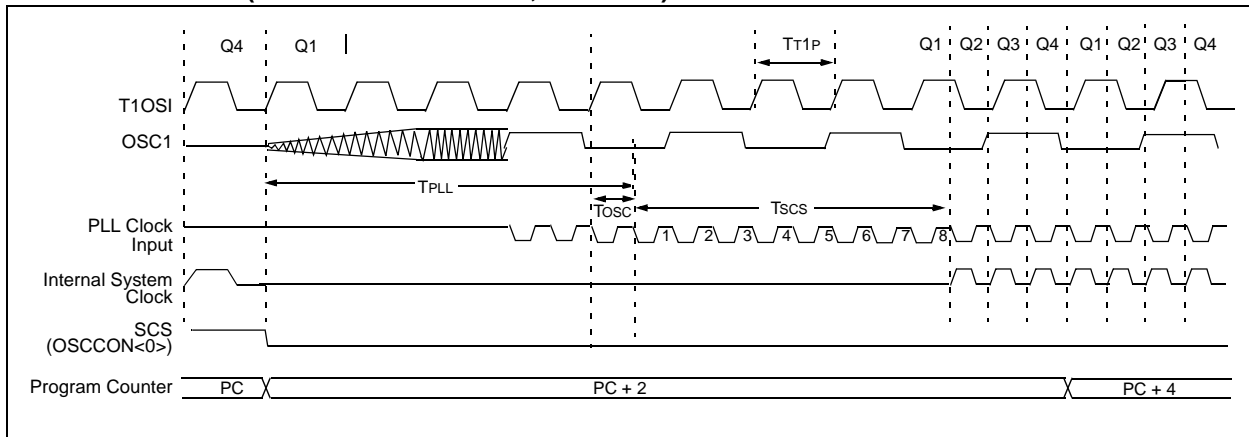 Q4 Q1 TT1P Q1 Q2 Q3 Q4 Q1 Q2 Q3 Q4
T1OSI
OSC1
TPLL
TOSC TSCS
PLL Clock
Input
1 2 3 4 5 6 7 8
Internal System
Clock
SCS
(OSCCON<0>)
Program Counter PC PC + 2 PC + 4